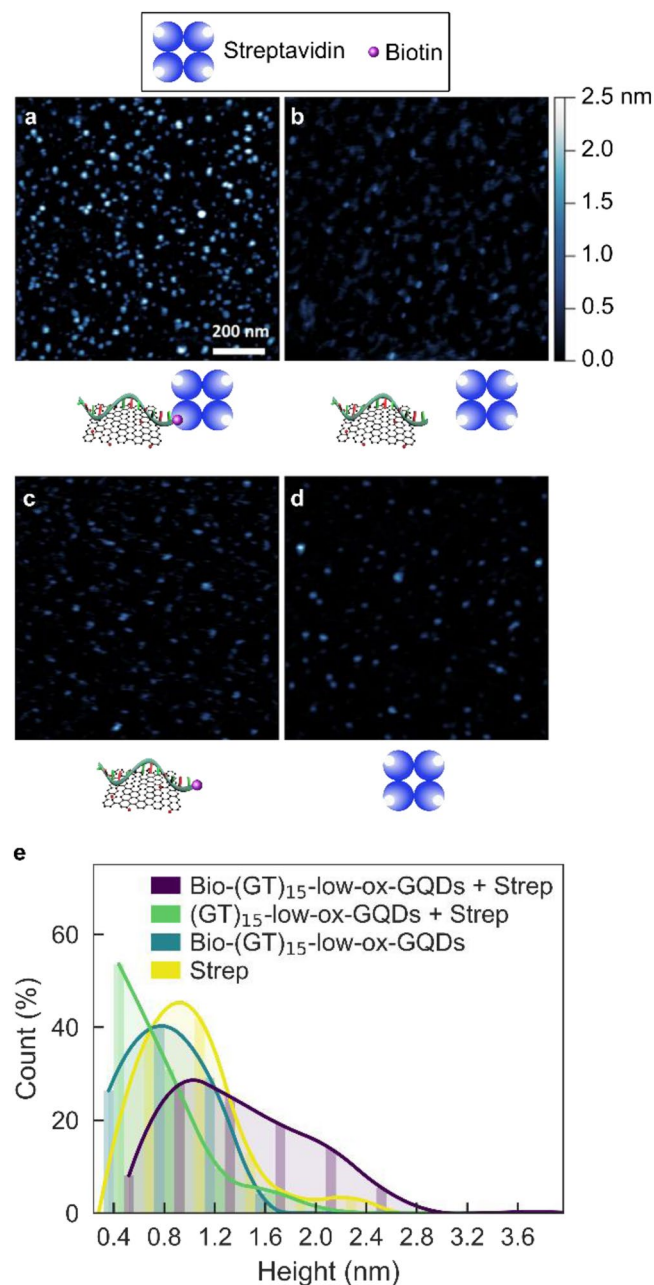 Streptavidin Biotin
a
b
2.5 nm
2.0
1.5
1.0
0.5
0.0
200 nm
c
d
e
Bio-(GT)₁₅-low-ox-GQDs + Strep
(GT)₁₅-low-ox-GQDs + Strep
Bio-(GT)₁₅-low-ox-GQDs
Strep
Count (%)
60
40
20
0
0.4 0.8 1.2 1.6 2.0 2.4 2.8 3.2 3.6
Height (nm)